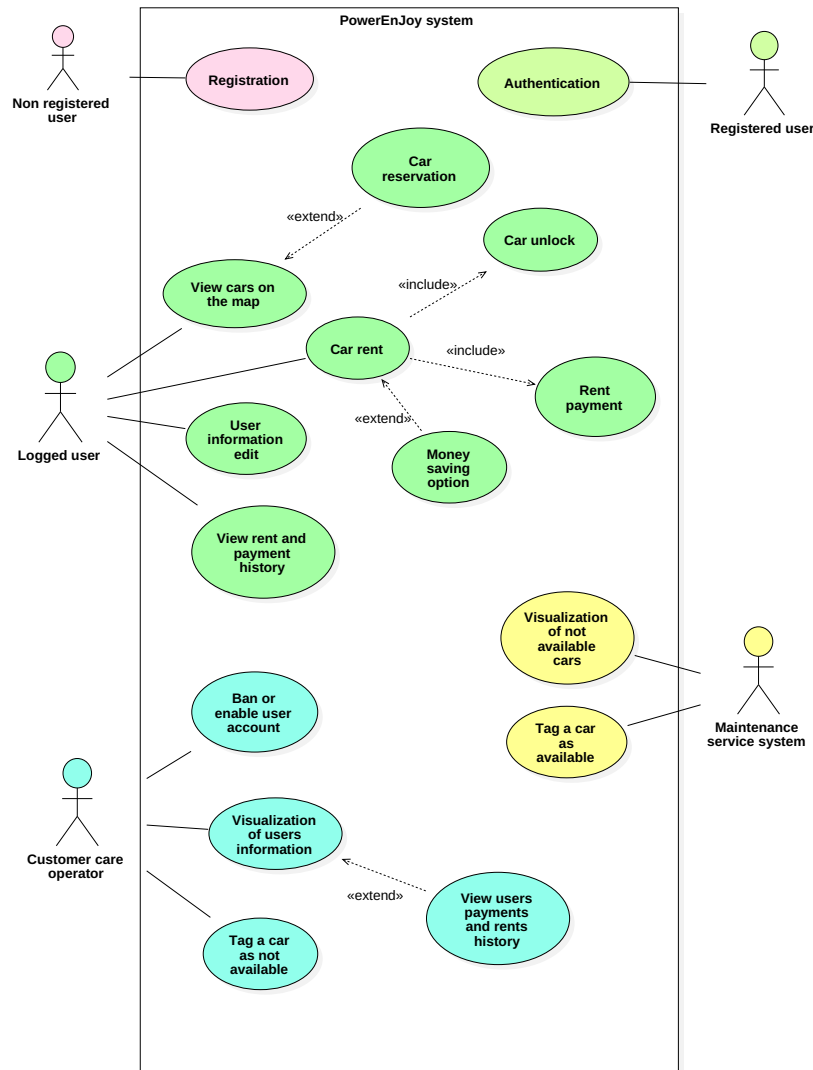 PowerEnJoy system
Non registered
user
Registration
Authentication
Registered user
Car
reservation
«extend»
Car unlock
View cars on
the map
«include»
Car rent
«include»
Rent
payment
Logged user
User
information
edit
«extend»
Money
saving
option
View rent and
payment
history
Visualization
of not
available
cars
Maintenance
service system
Ban or
enable user
account
Tag a car
as
available
Customer care
operator
Visualization
of users
information
«extend»
View users
payments
and rents
history
Tag a car
as not
available